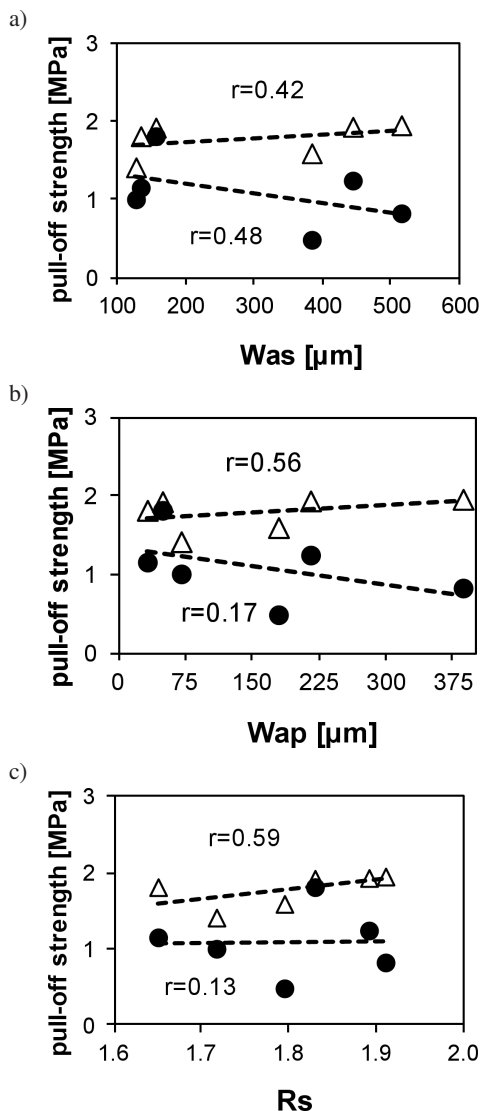 a)
pull-off strength [MPa]
3
2
1
0
r=0.42
r=0.48
100 200 300 400 500 600
Was [µm]
b)
pull-off strength [MPa]
3
2
1
0
r=0.56
r=0.17
0 75 150 225 300 375
Wap [µm]
c)
pull-off strength [MPa]
3
2
1
0
r=0.59
r=0.13
1.6 1.7 1.8 1.9 2.0
Rs